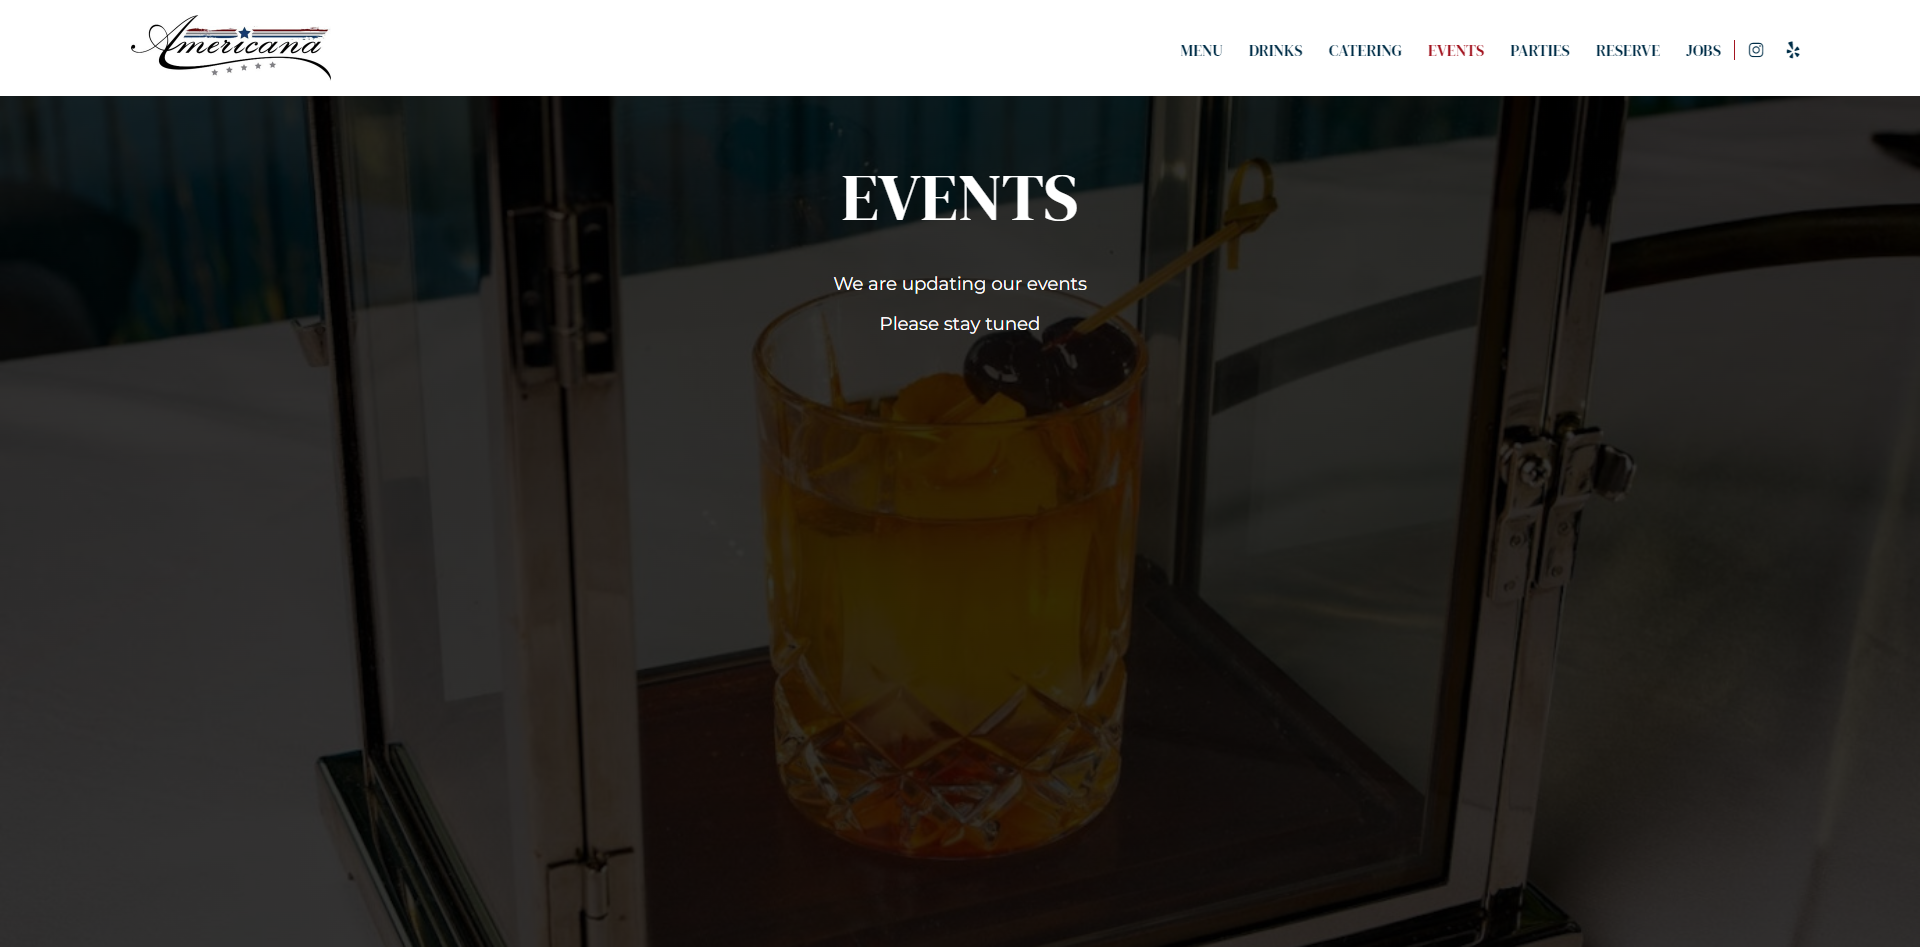 Americana
MENU DRINKS CATERING EVENTS PARTIES RESERVE JOBS
EVENTS
We are updating our events
Please stay tuned